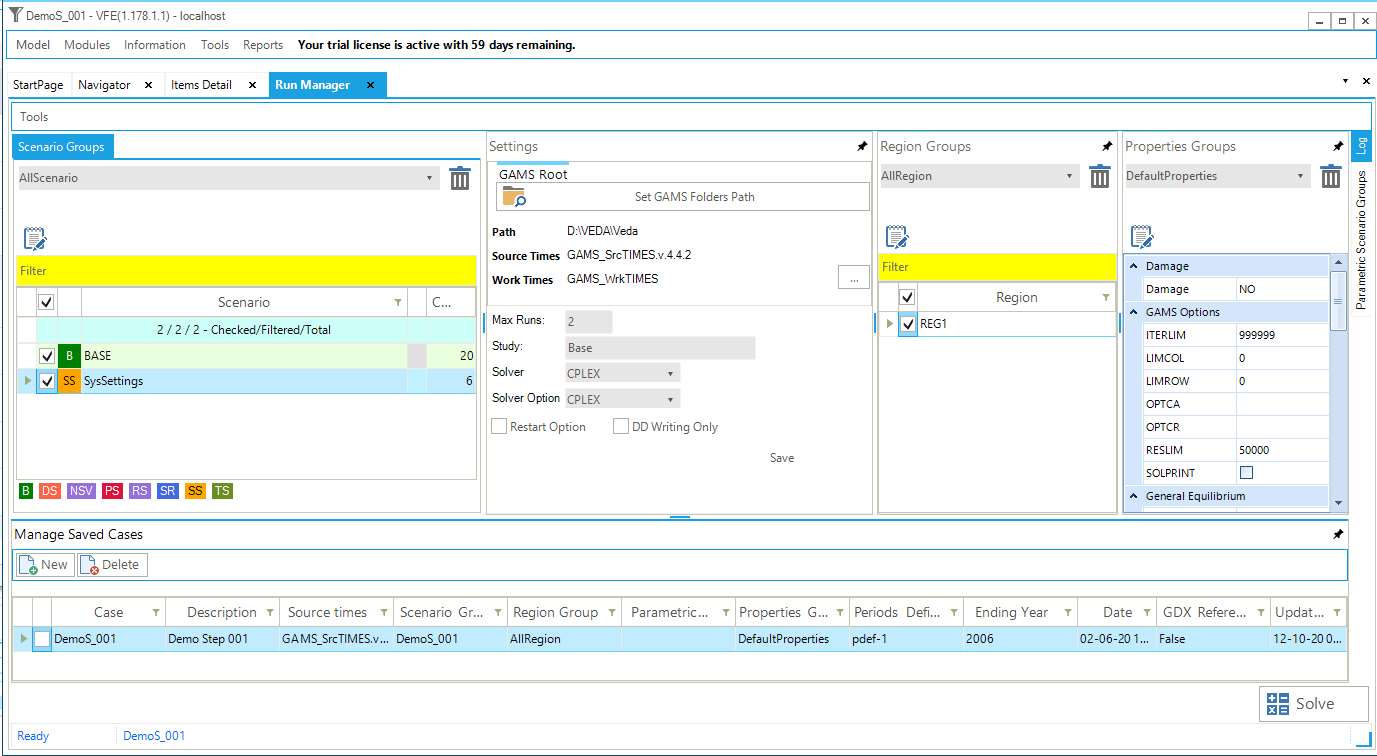 DemoS_001 - VFE(1.178.1.1) - localhost
Model Modules Information Tools Reports Your trial license is active with 59 days remaining.
StartPage Navigator Items Detail Run Manager
Tools
Scenario Groups
AllScenario
Filter
Scenario C...
2 / 2 / 2 - Checked/Filtered/Total
B BASE 20
SS SysSettings 6
B DS NSV PS RS SR SS TS
Settings
GAMS Root
Set GAMS Folders Path
Path D:\VEDA\Veda
Source Times GAMS_SrcTIMES.v.4.4.2
Work Times GAMS_WrkTIMES
...
Max Runs: 2
Study: Base
Solver CPLEX
Solver Option CPLEX
Restart Option DD Writing Only
Save
Region Groups
AllRegion
Filter
Region
REG1
Properties Groups
DefaultProperties
Damage
Damage NO
GAMS Options
ITERLIM 999999
LIMCOL 0
LIMROW 0
OPTCA
OPTCR
RESLIM 50000
SOLPRINT
General Equilibrium
Log
Parametric Scenario Groups
Manage Saved Cases
New Delete
Case Description Source times Scenario Gr... Region Group Parametric... Properties G... Periods Defi... Ending Year Date GDX Refere... Updat...
DemoS_001 Demo Step 001 GAMS_SrcTIMES.v... DemoS_001 AllRegion DefaultProperties pdef-1 2006 02-06-20 1... False 12-10-20 0...
Solve
Ready DemoS_001